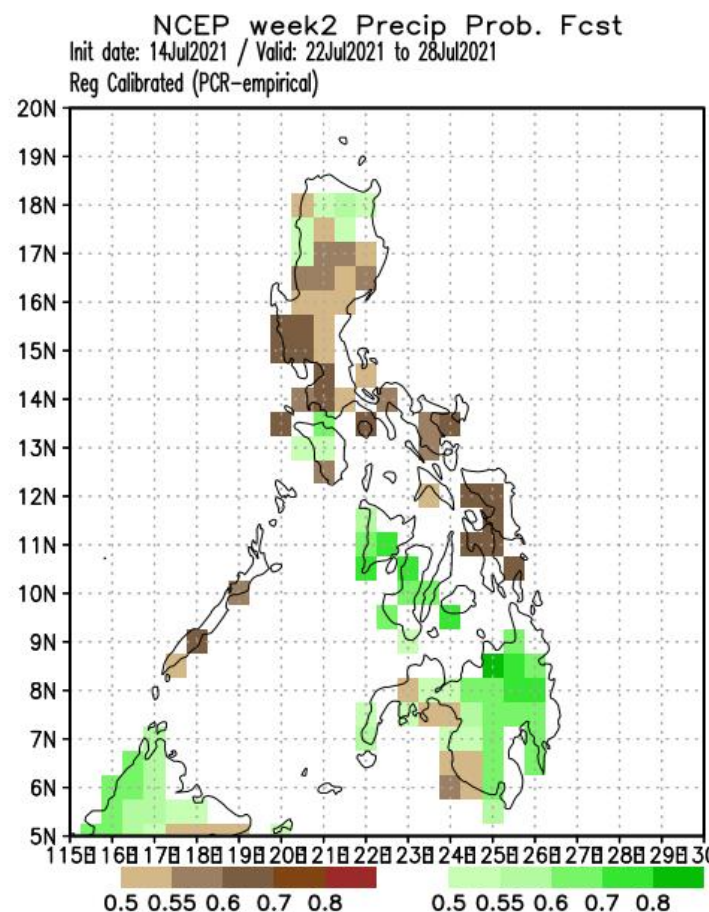 NCEP week2 Precip Prob. Fcst
Init date: 14Jul2021 / Valid: 22Jul2021 to 28Jul2021
Reg Calibrated (PCR-empirical)
20N
19N
18N
17N
16N
15N
14N
13N
12N
11N
10N
9N
8N
7N
6N
5N
115E 116E 117E 118E 119E 120E 121E 122E 123E 124E 125E 126E 127E 128E 129E 130
0.5 0.55 0.6 0.7 0.8 0.5 0.55 0.6 0.7 0.8